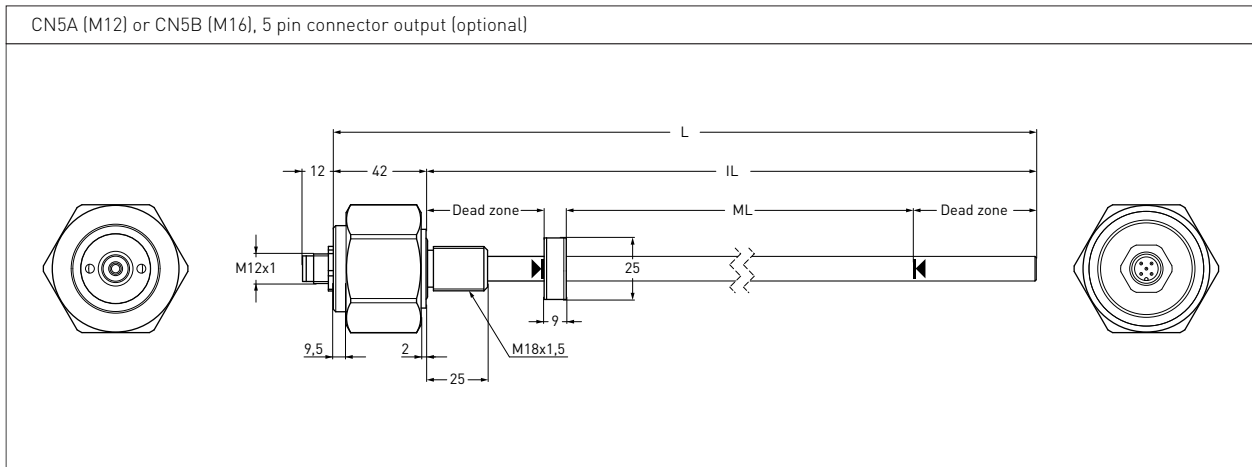 CN5A (M12) or CN5B (M16), 5 pin connector output (optional)
L
12
42
IL
Dead zone
ML
Dead zone
M12x1
25
9
9,5
2
M18x1,5
25